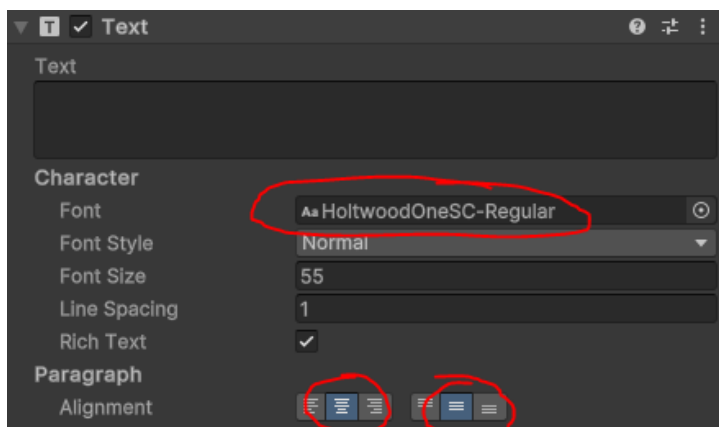 Text
Text
Character
Font Aa HoltwoodOneSC-Regular
Font Style Normal
Font Size 55
Line Spacing 1
Rich Text
Paragraph
Alignment